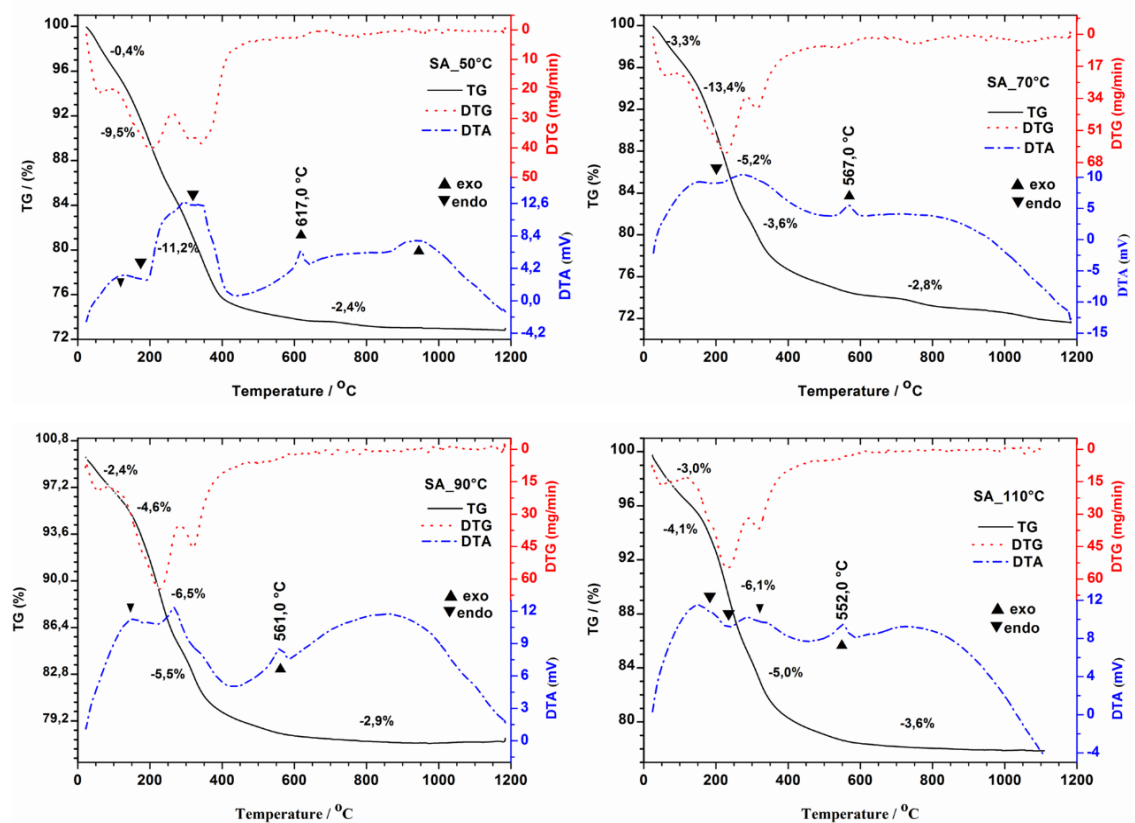 100
96
92
88
84
80
76
72
TG / (%)
-0,4%
-9,5%
-11,2%
-2,4%
617,0 °C
SA_50°C
TG
DTG
DTA
exo
endo
0
10
20
30
40
50
DTG (mg/min)
12,6
8,4
4,2
0,0
-4,2
DTA (mV)
0 200 400 600 800 1000 1200
Temperature / °C
100
96
92
88
84
80
76
72
TG / (%)
-3,3%
-13,4%
-5,2%
-3,6%
-2,8%
567,0 °C
SA_70°C
TG
DTG
DTA
exo
endo
0
17
34
51
68
DTG (mg/min)
10
5
0
-5
-10
-15
DTA (mV)
0 200 400 600 800 1000 1200
Temperature / °C
100,8
97,2
93,6
90,0
86,4
82,8
79,2
TG / (%)
-2,4%
-4,6%
-6,5%
-5,5%
-2,9%
561,0 °C
SA_90°C
TG
DTG
DTA
exo
endo
0
15
30
45
60
DTG (mg/min)
12
9
6
3
0
DTA (mV)
0 200 400 600 800 1000 1200
Temperature / °C
100
96
92
88
84
80
TG / (%)
-3,0%
-4,1%
-6,1%
-5,0%
-3,6%
552,0 °C
SA_110°C
TG
DTG
DTA
exo
endo
0
15
30
45
60
DTG (mg/min)
12
8
4
0
-4
DTA (mV)
0 200 400 600 800 1000 1200
Temperature / °C